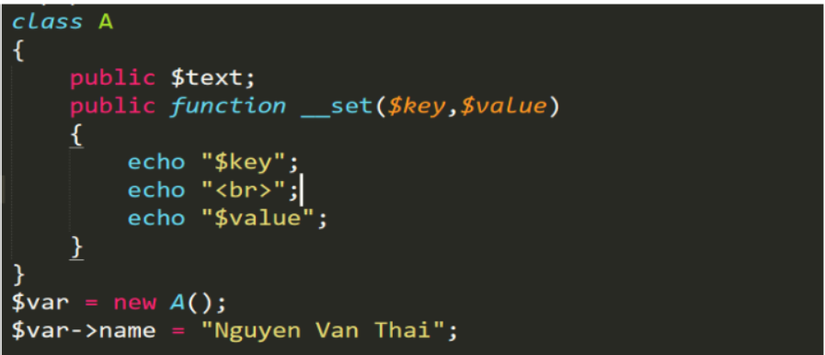 class A
{
    public $text;
    public function __set($key,$value)
    {
        echo "$key";
        echo "<br>";
        echo "$value";
    }
}
$var = new A();
$var->name = "Nguyen Van Thai";